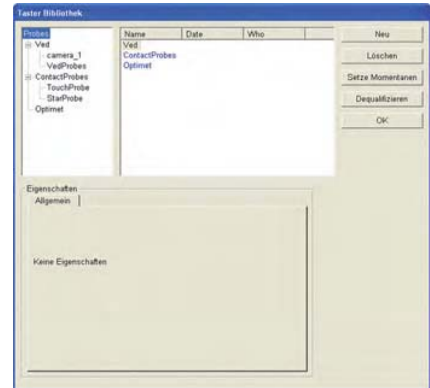 Taster Bibliothek
Probes
Ved
camera_1
VedProbes
ContactProbes
TouchProbe
StarProbe
Optimet
Name Date Who
Ved
ContactProbes
Optimet
Neu
Löschen
Setze Momentanen
Dequalifizieren
OK
Eigenschaften
Allgemein
Keine Eigenschaften